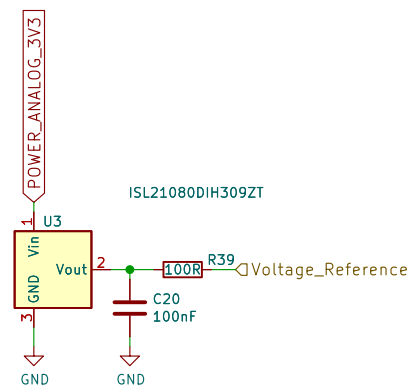 POWER_ANALOG_3V3
ISL21080DIH309ZT
1
U3
Vin
2
Vout
GND
3
100R
R39
Voltage_Reference
C20
100nF
GND
GND